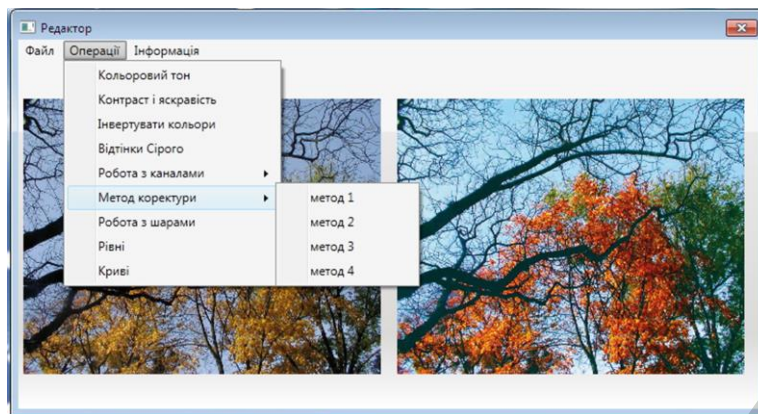 Редактор
Файл Операції Інформація
Кольоровий тон
Контраст і яскравість
Інвертувати кольори
Відтінки Сірого
Робота з каналами
Метод коректури
метод 1
Робота з шарами
метод 2
Рівні
метод 3
Криві
метод 4